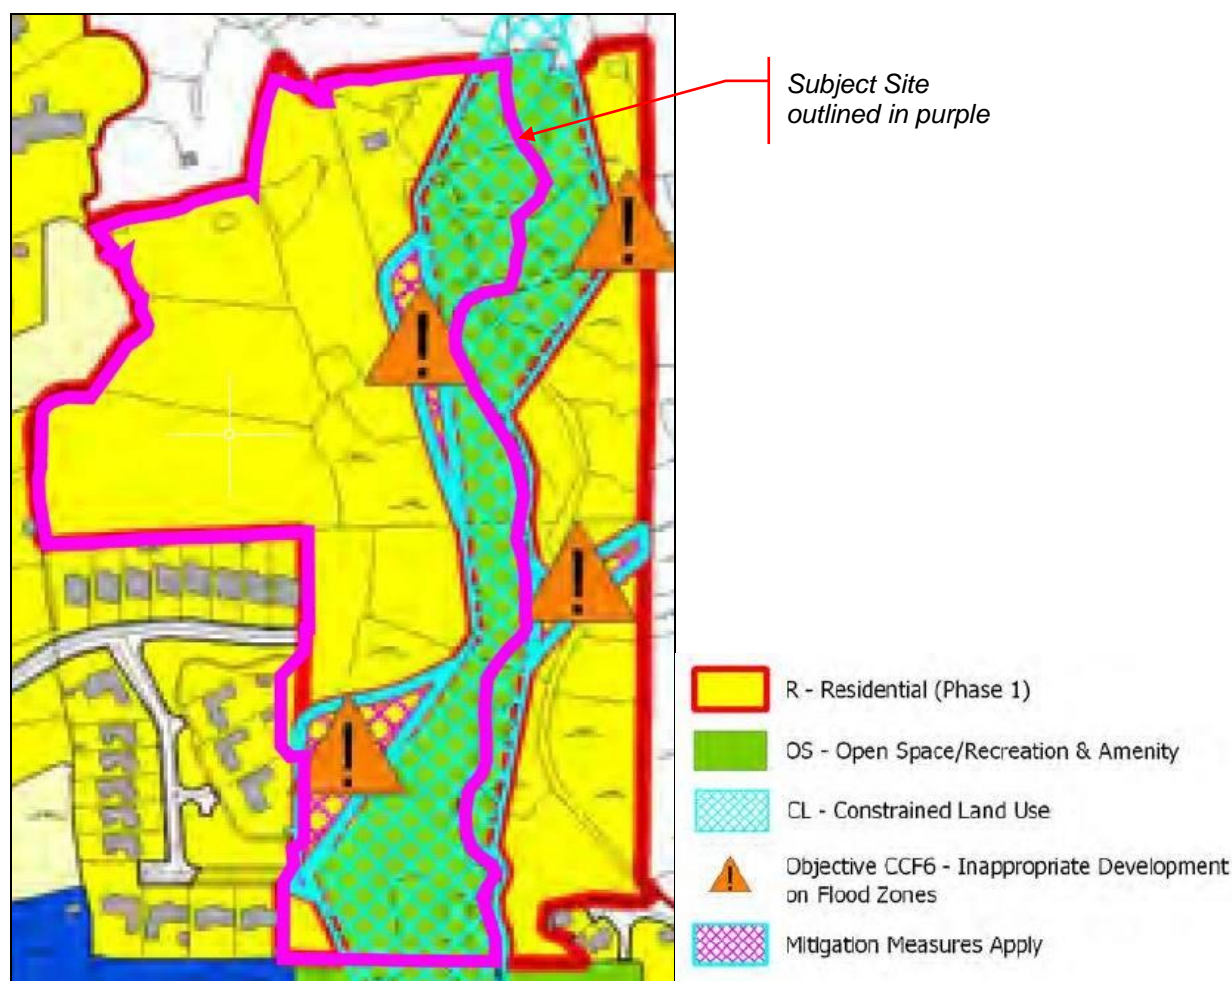 Subject Site
outlined in purple
R - Residential (Phase 1)
OS - Open Space/Recreation & Amenity
CL - Constrained Land Use
Objective CCF6 - Inappropriate Development
on Flood Zones
Mitigation Measures Apply